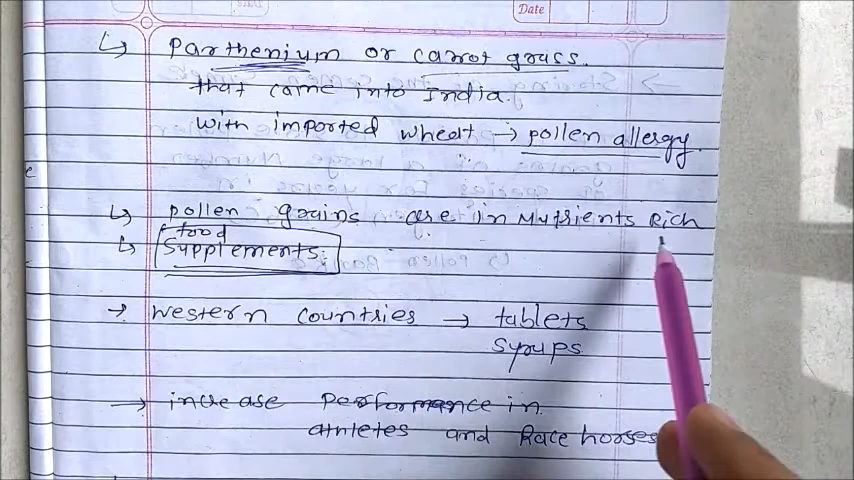 Date
↳ Parthenium or carrot grass.
that came into India.
with imported wheat → pollen allergy.
↳ pollen grains are in Nutrients Rich
↳ food
Supplements.
→ Western countries → tablets
Syrups
→ increase Performance in
athletes and Race horses